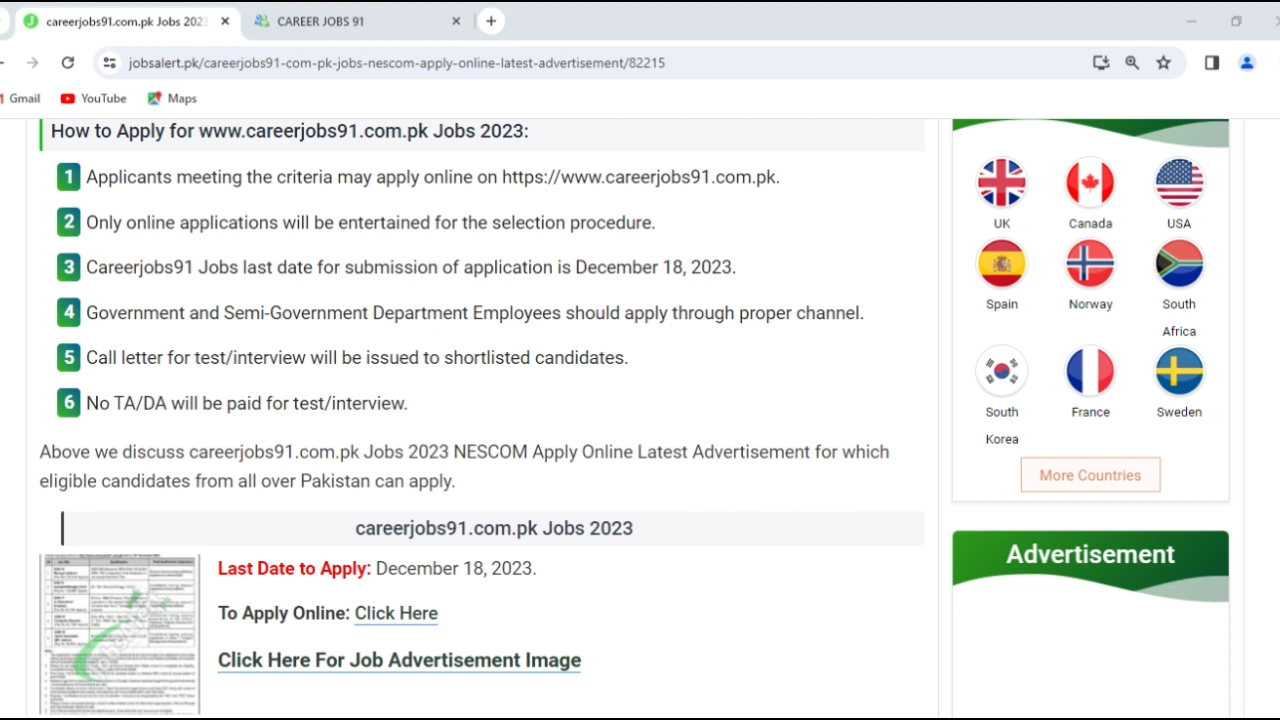 careerjobs91.com.pk Jobs 202
CAREER JOBS 91
jobsalert.pk/careerjobs91-com-pk-jobs-nescom-apply-online-latest-advertisement/82215
Gmail
YouTube
Maps
How to Apply for www.careerjobs91.com.pk Jobs 2023:
1 Applicants meeting the criteria may apply online on https://www.careerjobs91.com.pk.
2 Only online applications will be entertained for the selection procedure.
3 Careerjobs91 Jobs last date for submission of application is December 18, 2023.
4 Government and Semi-Government Department Employees should apply through proper channel.
5 Call letter for test/interview will be issued to shortlisted candidates.
6 No TA/DA will be paid for test/interview.
Above we discuss careerjobs91.com.pk Jobs 2023 NESCOM Apply Online Latest Advertisement for which
eligible candidates from all over Pakistan can apply.
careerjobs91.com.pk Jobs 2023
Last Date to Apply: December 18, 2023.
To Apply Online: Click Here
Click Here For Job Advertisement Image
UK
Canada
USA
Spain
Norway
South
Africa
South
Korea
France
Sweden
More Countries
Advertisement